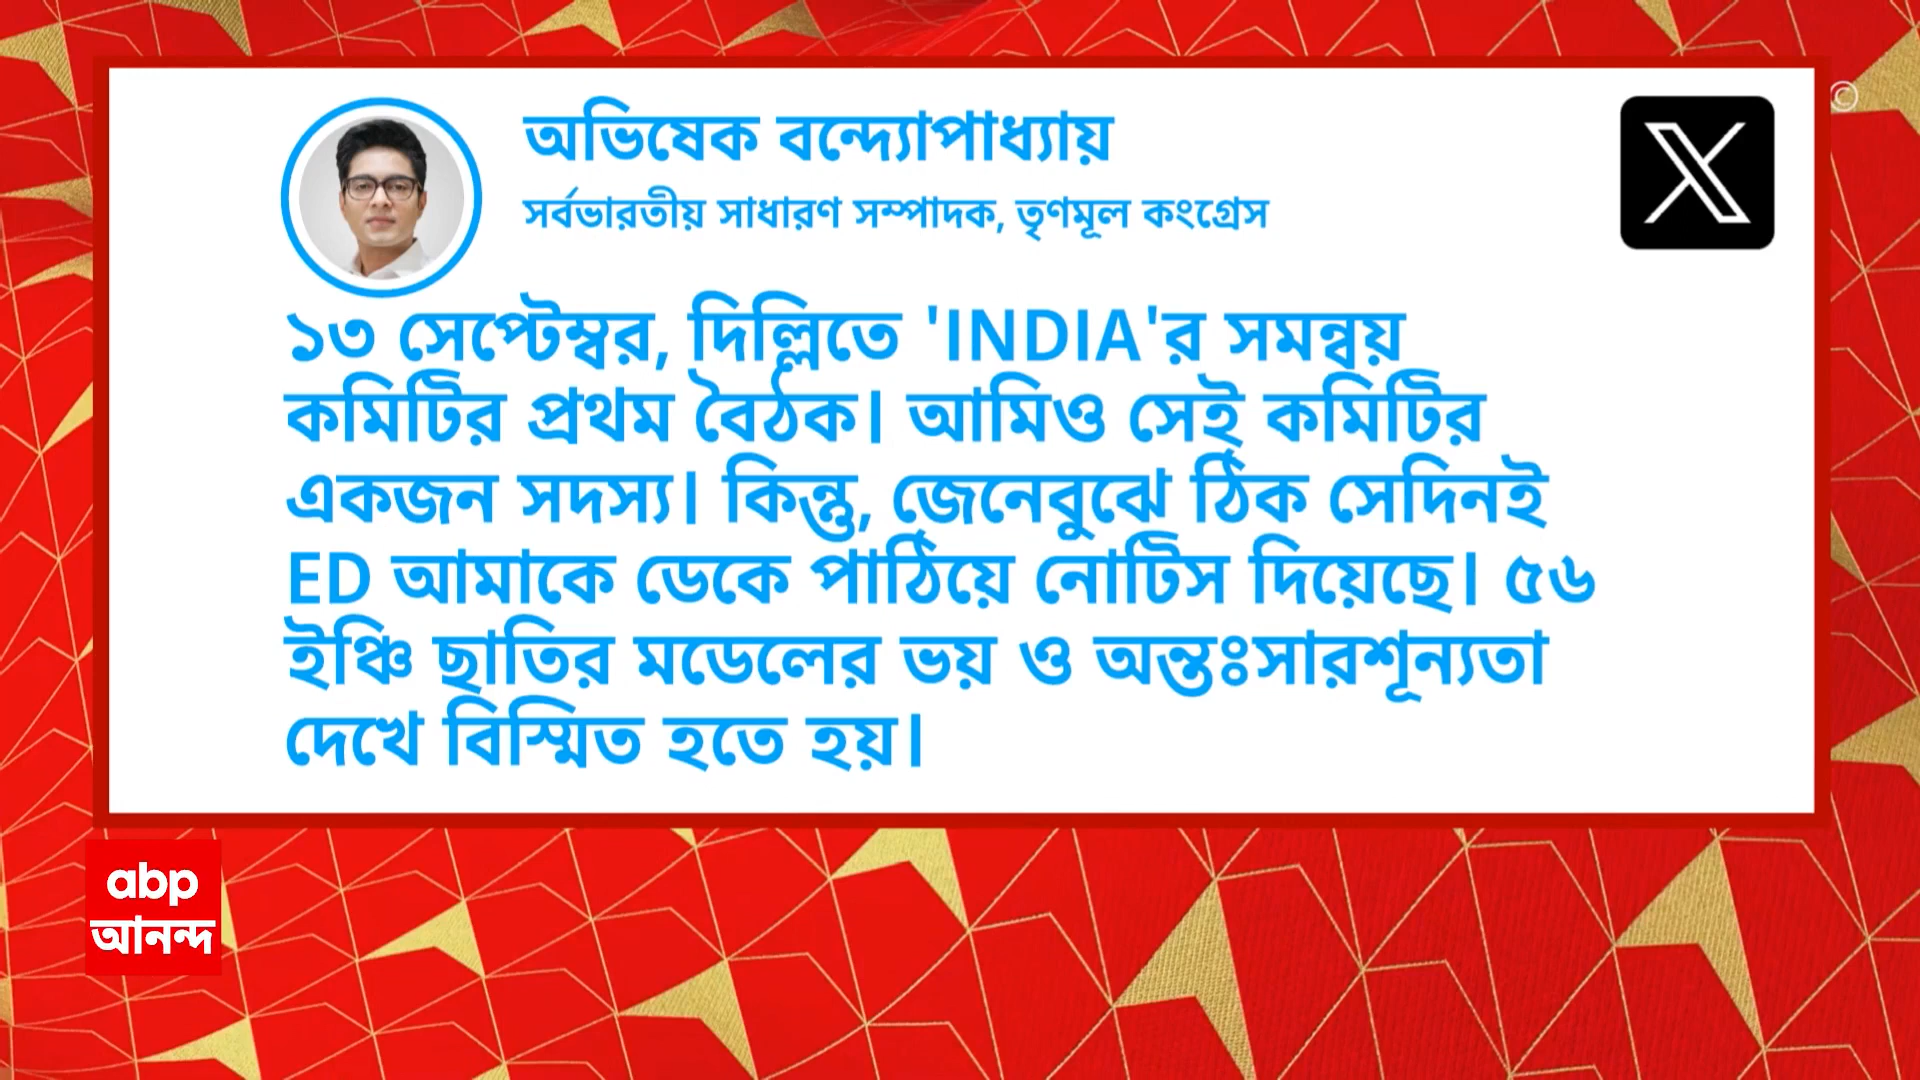 অভিষেক বন্দ্যোপাধ্যায়
সর্বভারতীয় সাধারণ সম্পাদক, তৃণমূল কংগ্রেস
X
©
১৩ সেপ্টেম্বর, দিল্লিতে 'INDIA'র সমন্বয়
কমিটির প্রথম বৈঠক। আমিও সেই কমিটির
একজন সদস্য। কিন্তু, জেনেবুঝে ঠিক সেদিনই
ED আমাকে ডেকে পাঠিয়ে নোটিস দিয়েছে। ৫৬
ইঞ্চি ছাতির মডেলের ভয় ও অন্তঃসারশূন্যতা
দেখে বিস্মিত হতে হয়।
abp
আনন্দ